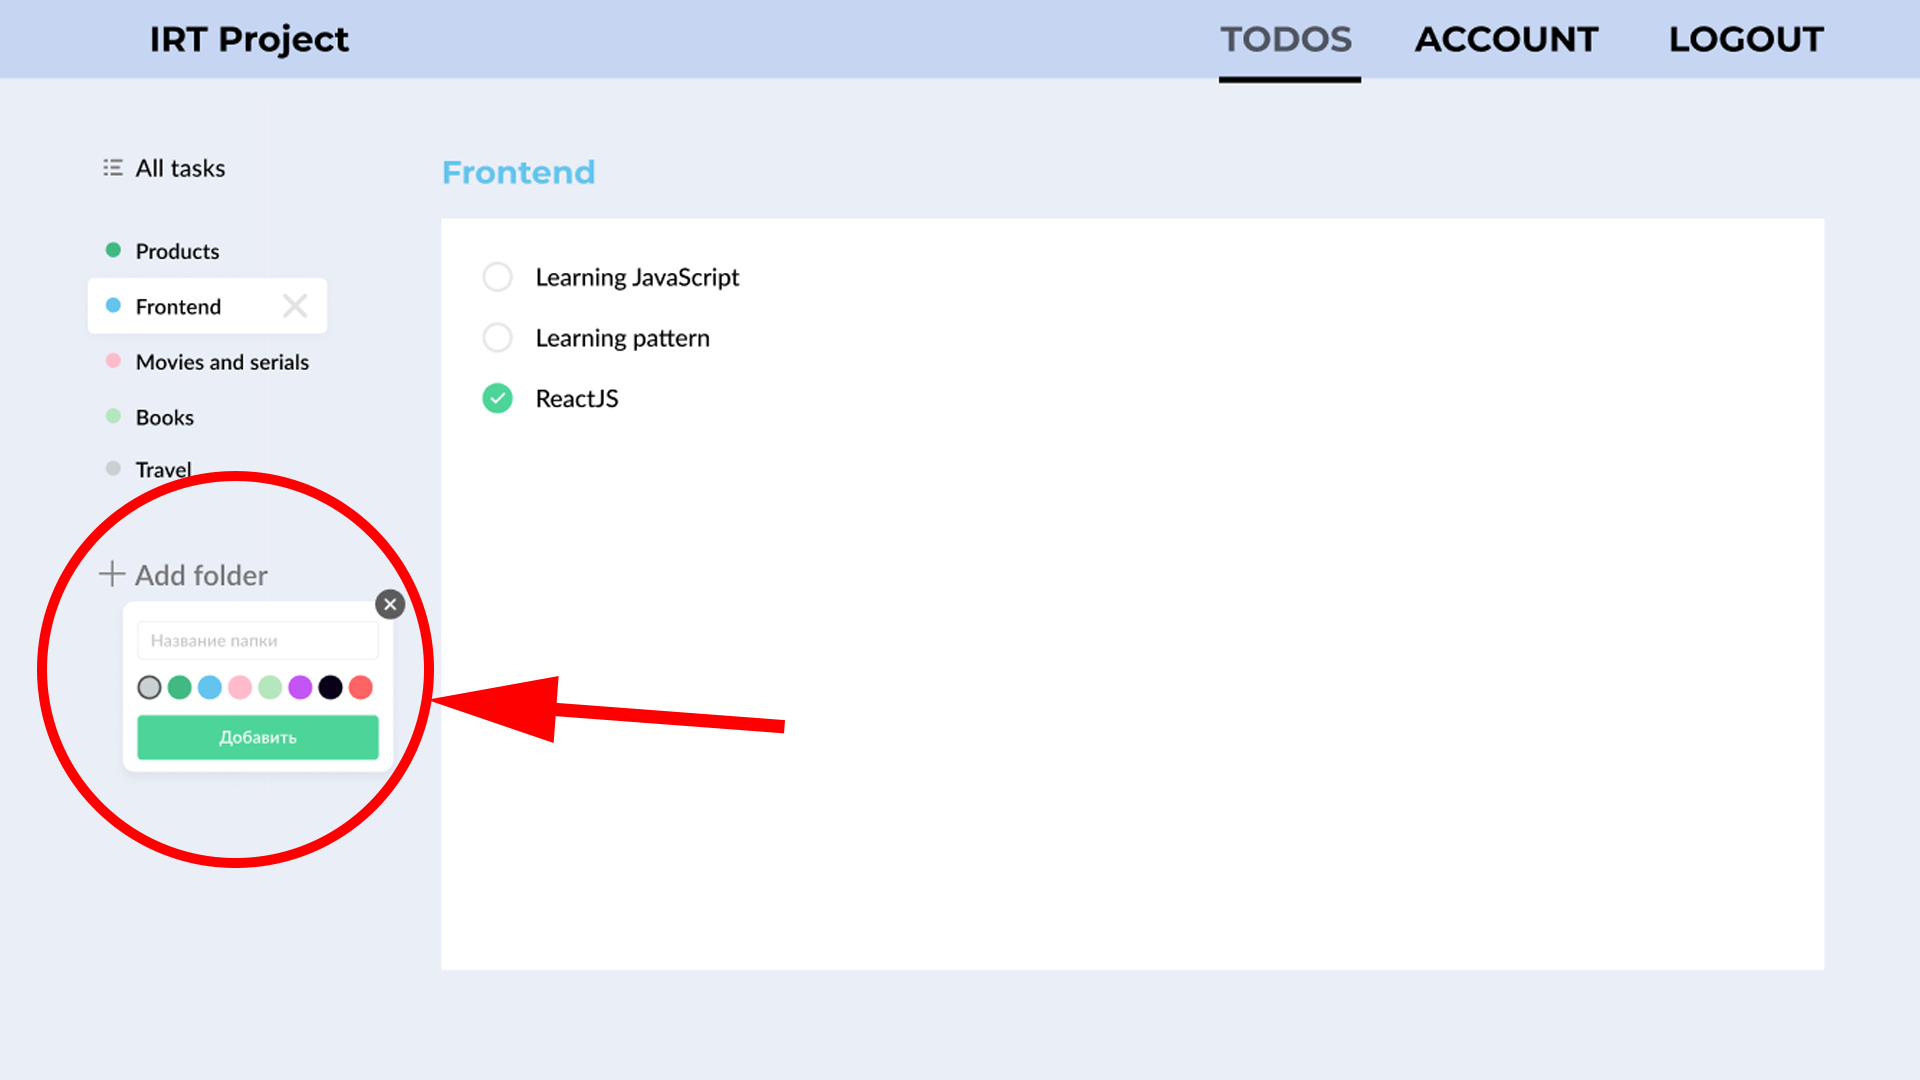 IRT Project
TODOS
ACCOUNT
LOGOUT
All tasks
Products
Frontend
Movies and serials
Books
Travel
Add folder
Название папки
Добавить
Frontend
Learning JavaScript
Learning pattern
ReactJS